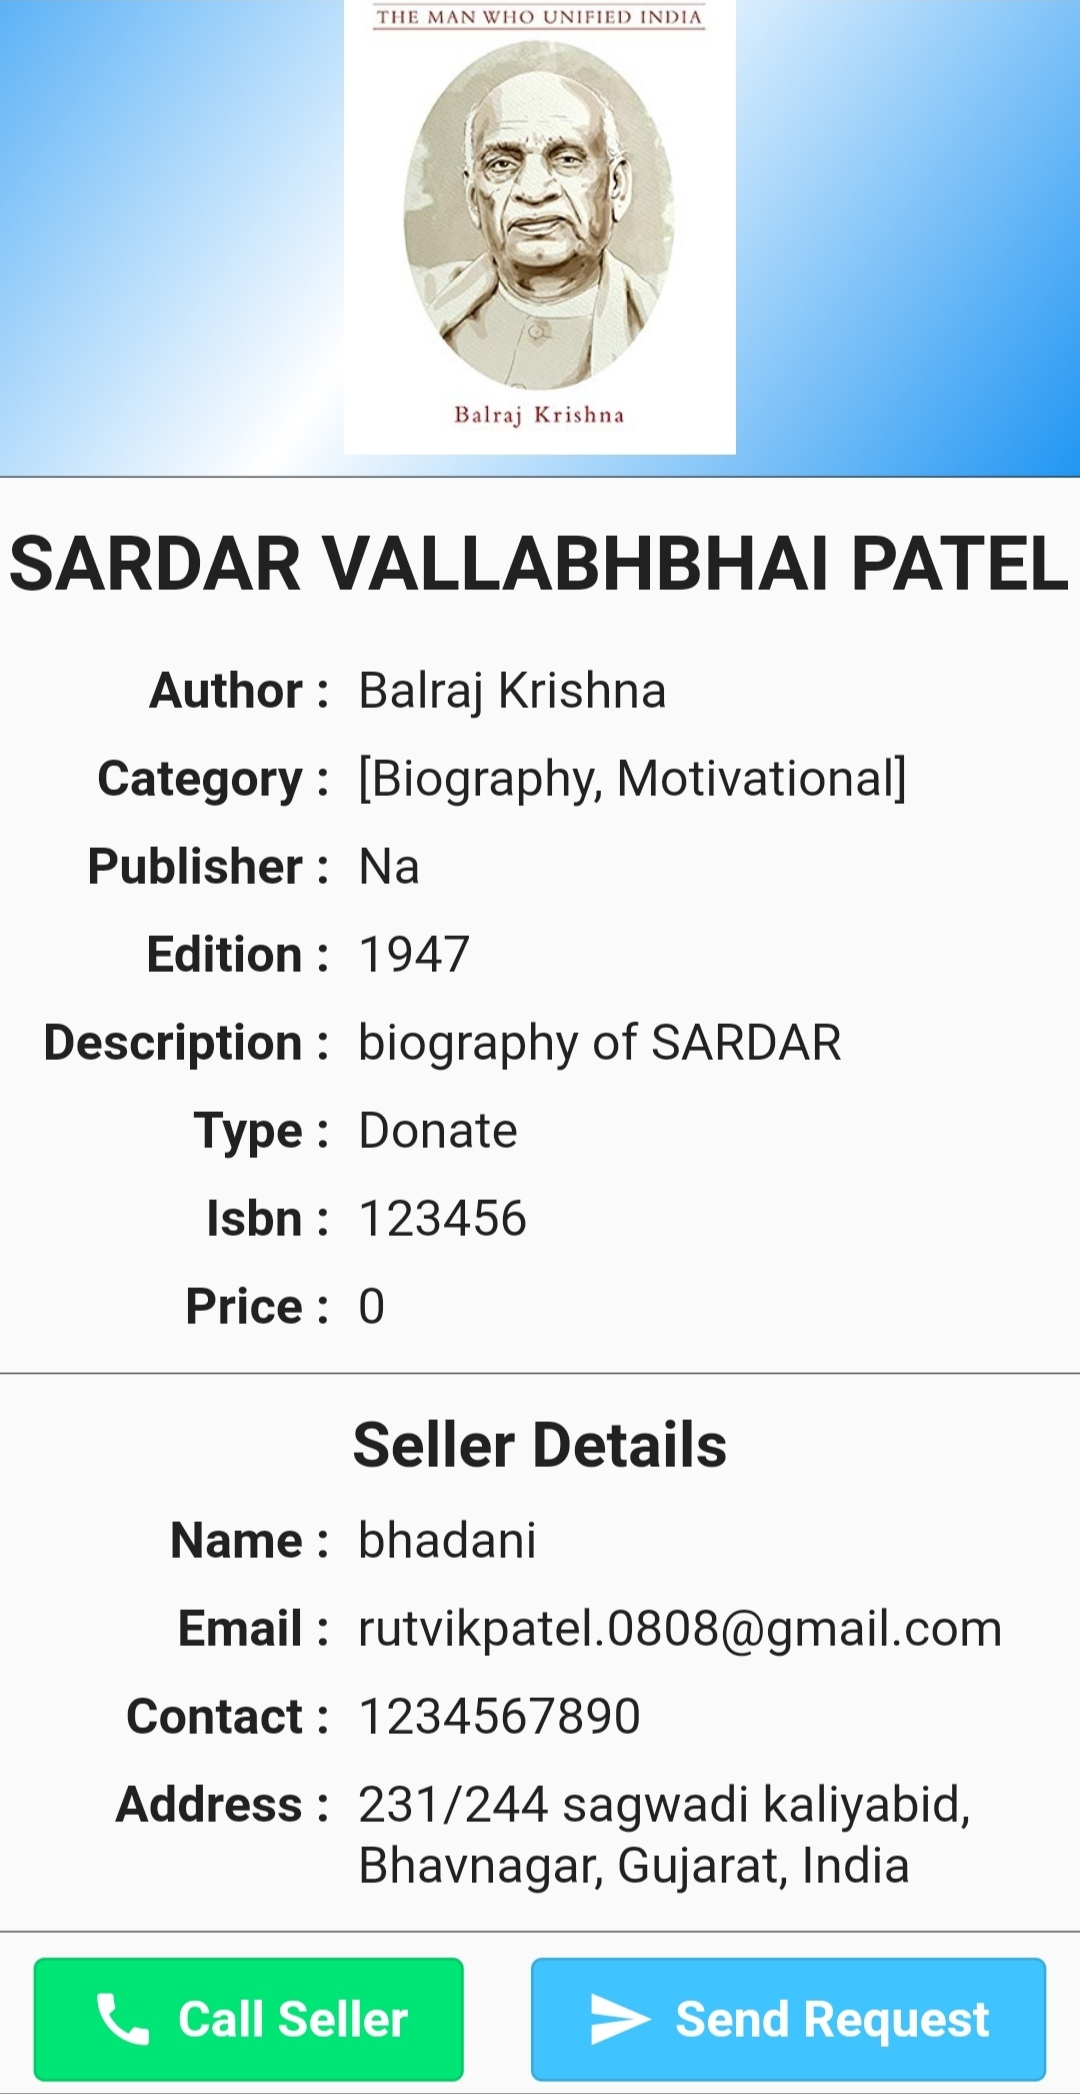 THE MAN WHO UNIFIED INDIA
Balraj Krishna
SARDAR VALLABHBHAI PATEL
Author : Balraj Krishna
Category : [Biography, Motivational]
Publisher : Na
Edition : 1947
Description : biography of SARDAR
Type : Donate
Isbn : 123456
Price : 0
Seller Details
Name : bhadani
Email : rutvikpatel.0808@gmail.com
Contact : 1234567890
Address : 231/244 sagwadi kaliyabid,
Bhavnagar, Gujarat, India
Call Seller
Send Request